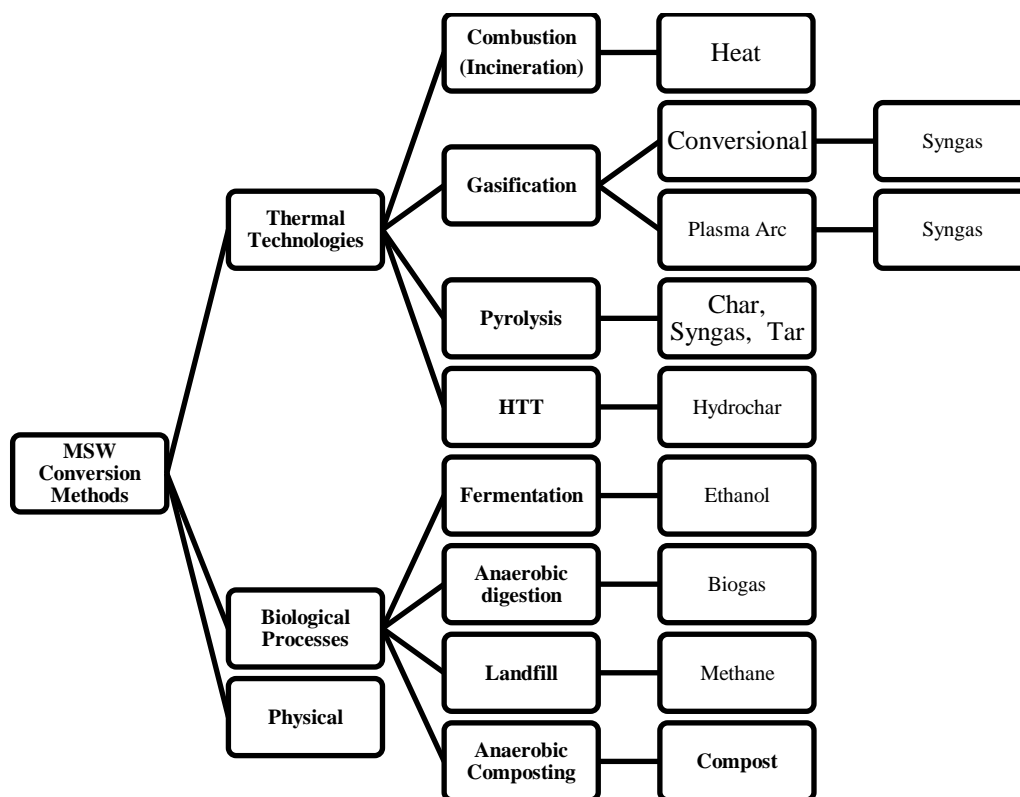 Combustion
(Incineration)
Heat
Conversional
Syngas
Gasification
Thermal
Technologies
Plasma Arc
Syngas
Pyrolysis
Char,
Syngas, Tar
HTT
Hydrochar
MSW
Conversion
Methods
Fermentation
Ethanol
Anaerobic
digestion
Biogas
Biological
Processes
Landfill
Methane
Physical
Anaerobic
Composting
Compost